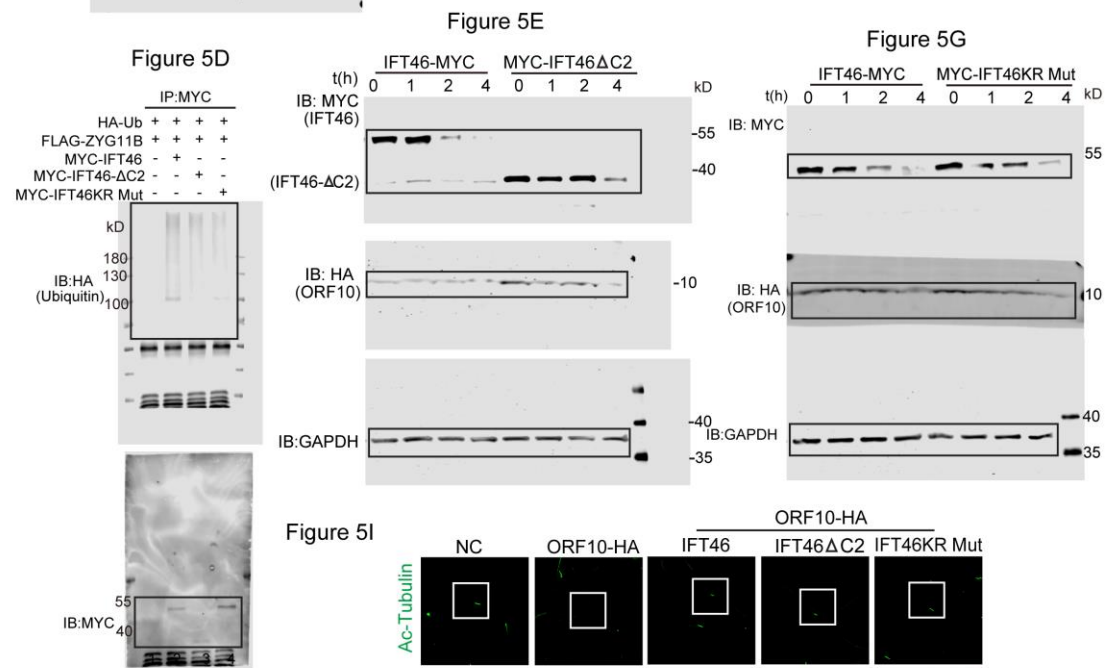 Figure 5D
IP:MYC
HA-Ub + + + +
FLAG-ZYG11B + + + +
MYC-IFT46 - + - -
MYC-IFT46-ΔC2 - - + -
MYC-IFT46KR Mut - - - +
kD
180
130
IB:HA
(Ubiquitin)
100
55
IB:MYC
40
Figure 5E
IFT46-MYC MYC-IFT46ΔC2
t(h) 0 1 2 4 0 1 2 4 kD
IB: MYC
(IFT46)
-55
-40
(IFT46-ΔC2)
IB: HA
(ORF10)
-10
-40
IB:GAPDH
-35
Figure 5G
IFT46-MYC MYC-IFT46KR Mut
t(h) 0 1 2 4 0 1 2 4 kD
IB: MYC
55
IB: HA
(ORF10)
10
40
IB:GAPDH
35
Figure 5I
ORF10-HA
NC ORF10-HA IFT46 IFT46ΔC2 IFT46KR Mut
Ac-Tubulin